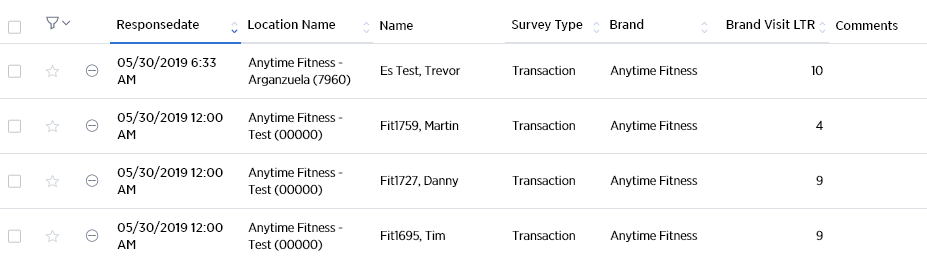 Responsedate Location Name Name Survey Type Brand Brand Visit LTR Comments
05/30/2019 6:33 Anytime Fitness -
AM Arganzuela (7960) Es Test, Trevor Transaction Anytime Fitness 10
05/30/2019 12:00 Anytime Fitness -
AM Test (00000) Fit1759, Martin Transaction Anytime Fitness 4
05/30/2019 12:00 Anytime Fitness -
AM Test (00000) Fit1727, Danny Transaction Anytime Fitness 9
05/30/2019 12:00 Anytime Fitness -
AM Test (00000) Fit1695, Tim Transaction Anytime Fitness 9